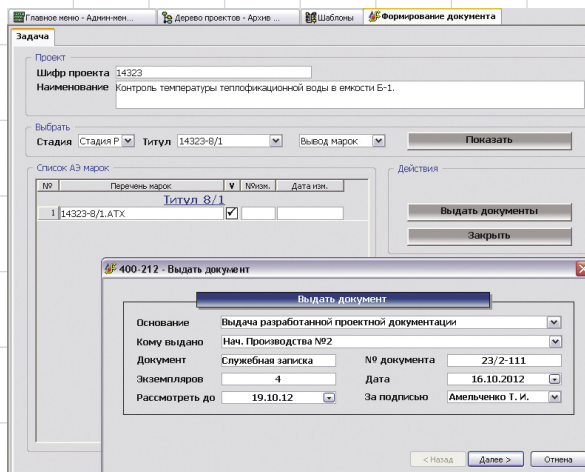 Главное меню - Админ-мен...
Дерево проектов - Архив ...
Шаблоны
Формирование документа
Задача
Проект
Шифр проекта 14323
Наименование Контроль температуры теплофикационной воды в емкости Б-1.
Выбрать
Стадия Стадия Р Титул 14323-8/1 Вывод марок Показать
Список АЭ марок
Действия
№ Перечень марок V №изм. Дата изм.
Титул 8/1
1 14323-8/1.АТХ
Выдать документы
Закрыть
400-212 - Выдать документ
Выдать документ
Основание Выдача разработанной проектной документации
Кому выдано Нач. Производства №2
Документ Служебная записка № документа 23/2-111
Экземпляров 4 Дата 16.10.2012
Рассмотреть до 19.10.12 За подписью Амельченко Т. И.
< Назад Далее > Отмена